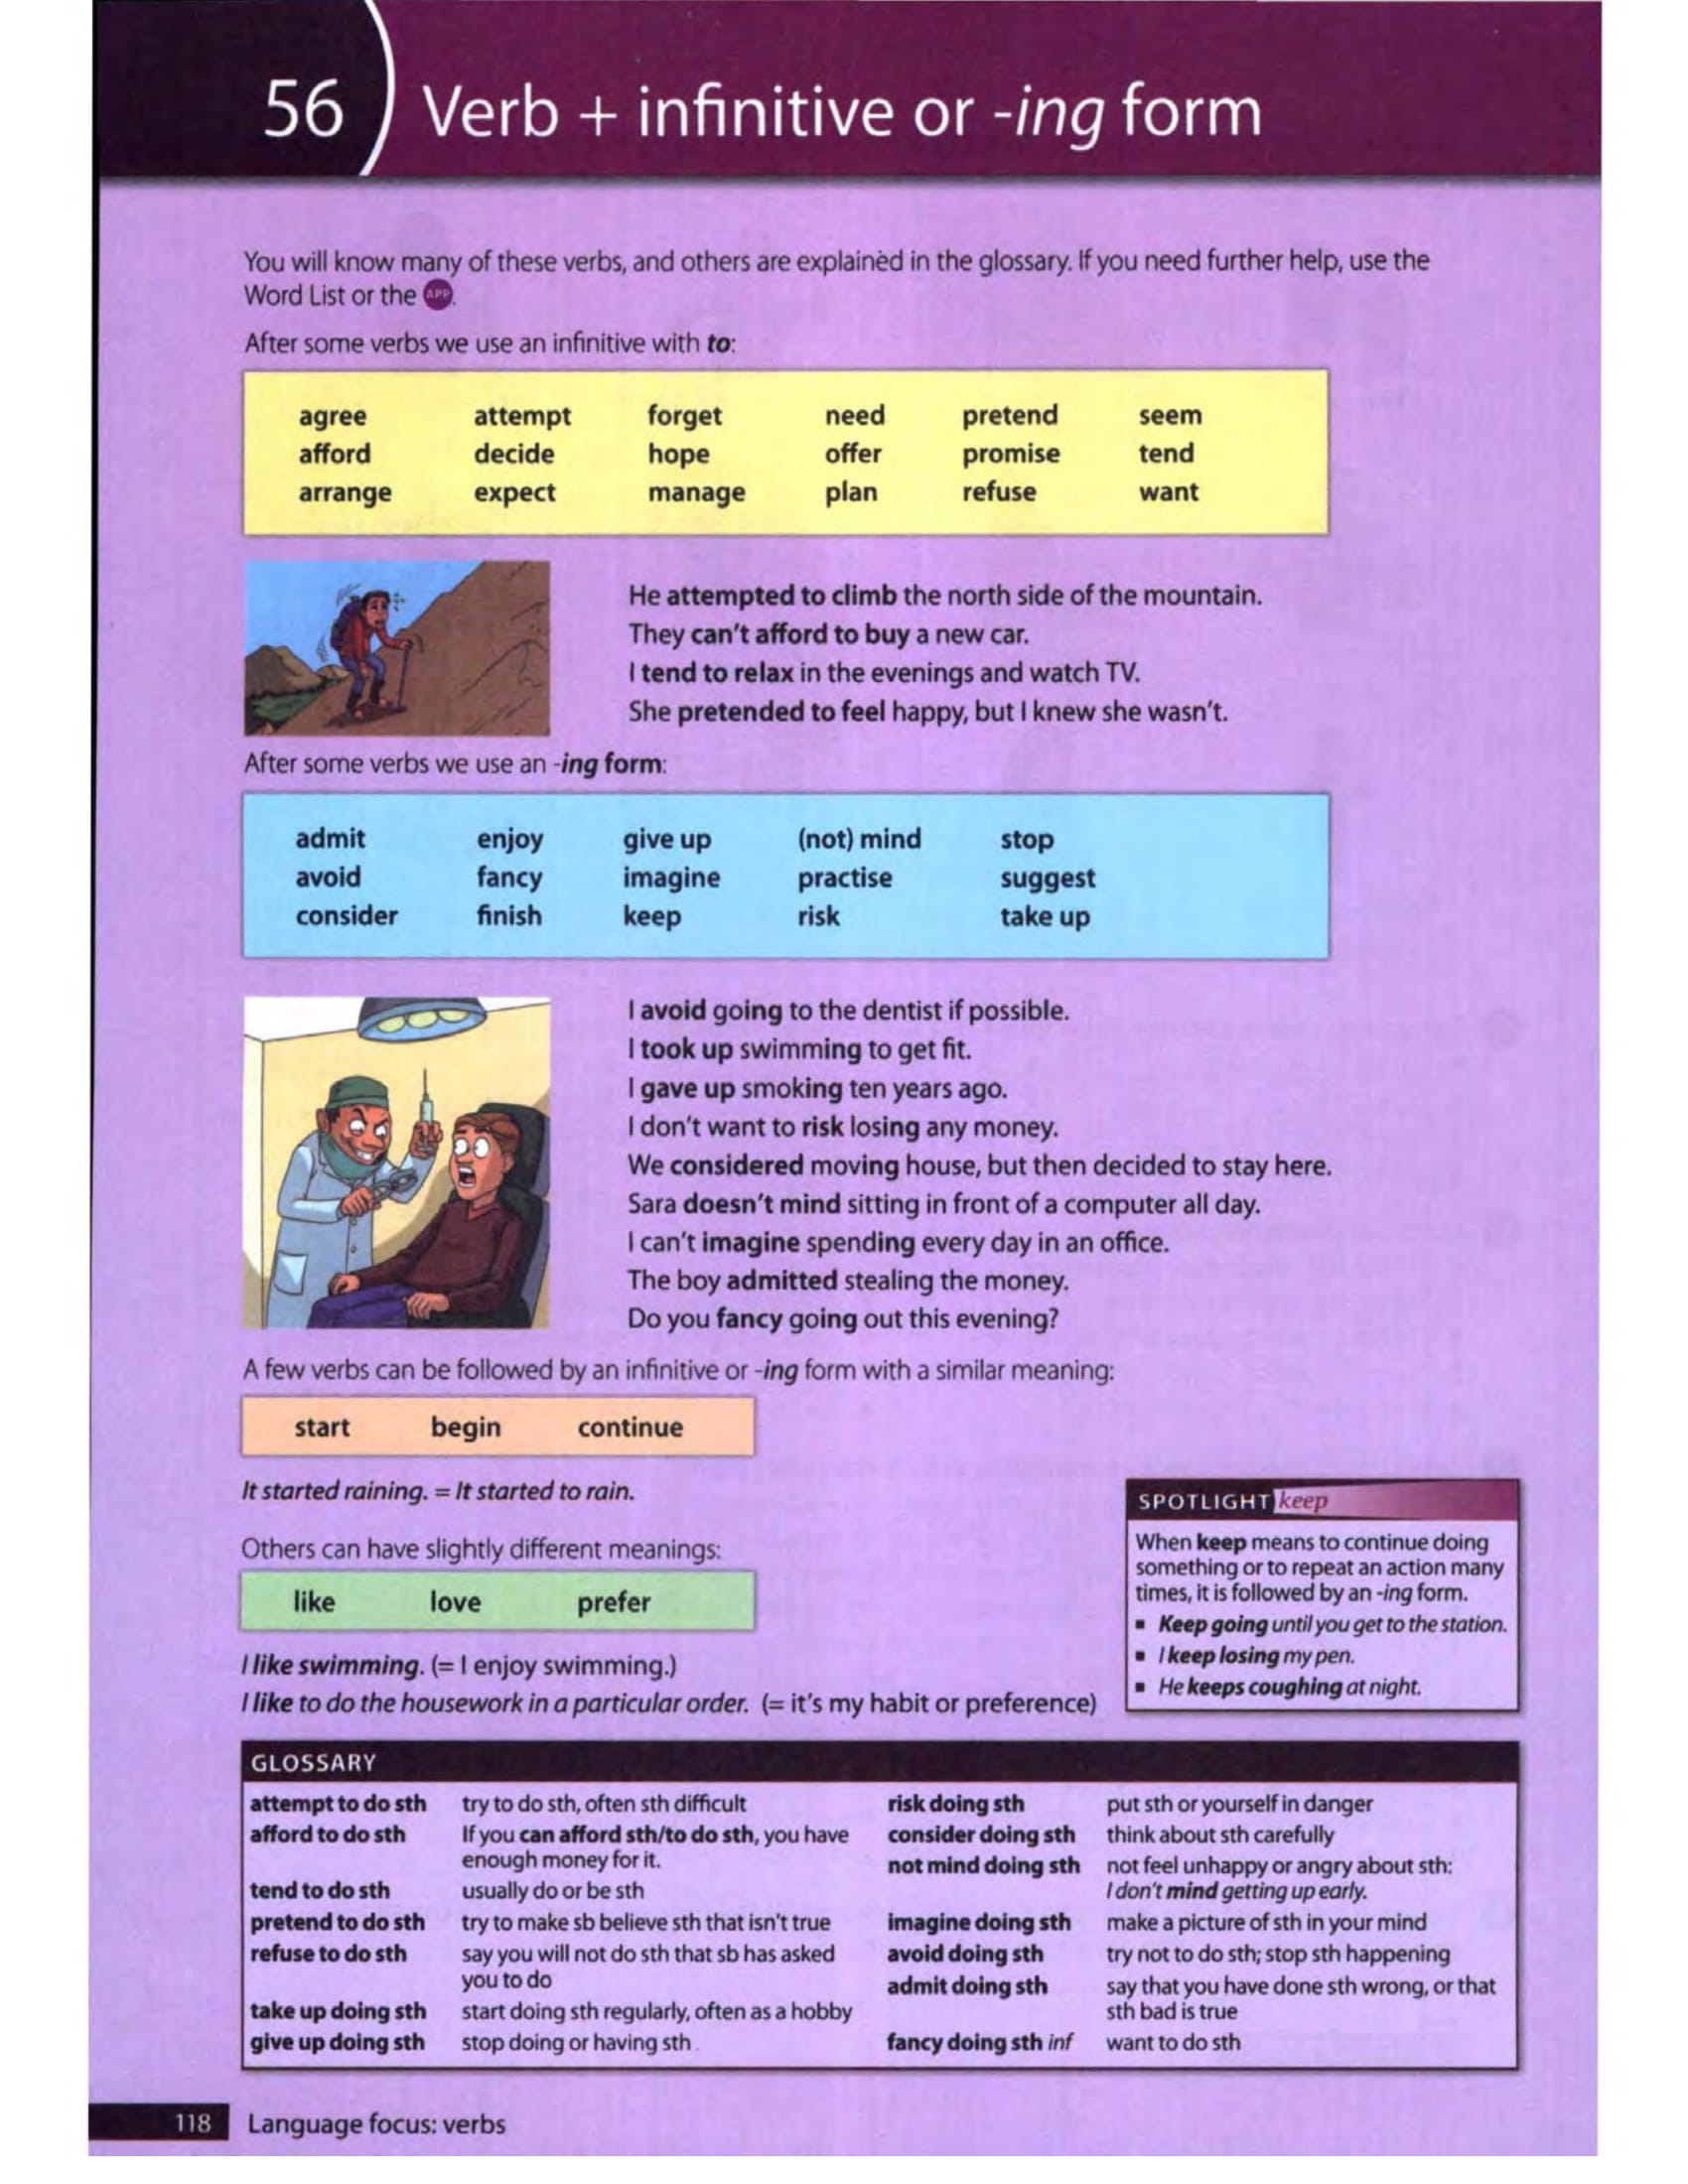 56 Verb + infinitive or -ing form
You will know many of these verbs, and others are explained in the glossary. If you need further help, use the
Word List or the APP.
After some verbs we use an infinitive with to:
agree attempt forget need pretend seem
afford decide hope offer promise tend
arrange expect manage plan refuse want
He attempted to climb the north side of the mountain.
They can't afford to buy a new car.
I tend to relax in the evenings and watch TV.
She pretended to feel happy, but I knew she wasn't.
After some verbs we use an -ing form:
admit enjoy give up (not) mind stop
avoid fancy imagine practise suggest
consider finish keep risk take up
I avoid going to the dentist if possible.
I took up swimming to get fit.
I gave up smoking ten years ago.
I don't want to risk losing any money.
We considered moving house, but then decided to stay here.
Sara doesn't mind sitting in front of a computer all day.
I can't imagine spending every day in an office.
The boy admitted stealing the money.
Do you fancy going out this evening?
A few verbs can be followed by an infinitive or -ing form with a similar meaning:
start begin continue
It started raining. = It started to rain.
Others can have slightly different meanings:
like love prefer
I like swimming. (= I enjoy swimming.)
I like to do the housework in a particular order. (= it's my habit or preference)
SPOTLIGHT keep
When keep means to continue doing
something or to repeat an action many
times, it is followed by an -ing form.
▪ Keep going until you get to the station.
▪ I keep losing my pen.
▪ He keeps coughing at night.
GLOSSARY
attempt to do sth try to do sth, often sth difficult
afford to do sth If you can afford sth/to do sth, you have
enough money for it.
tend to do sth usually do or be sth
pretend to do sth try to make sb believe sth that isn't true
refuse to do sth say you will not do sth that sb has asked
you to do
take up doing sth start doing sth regularly, often as a hobby
give up doing sth stop doing or having sth
risk doing sth put sth or yourself in danger
consider doing sth think about sth carefully
not mind doing sth not feel unhappy or angry about sth:
I don't mind getting up early.
imagine doing sth make a picture of sth in your mind
avoid doing sth try not to do sth; stop sth happening
admit doing sth say that you have done sth wrong, or that
sth bad is true
fancy doing sth inf want to do sth
118 Language focus: verbs